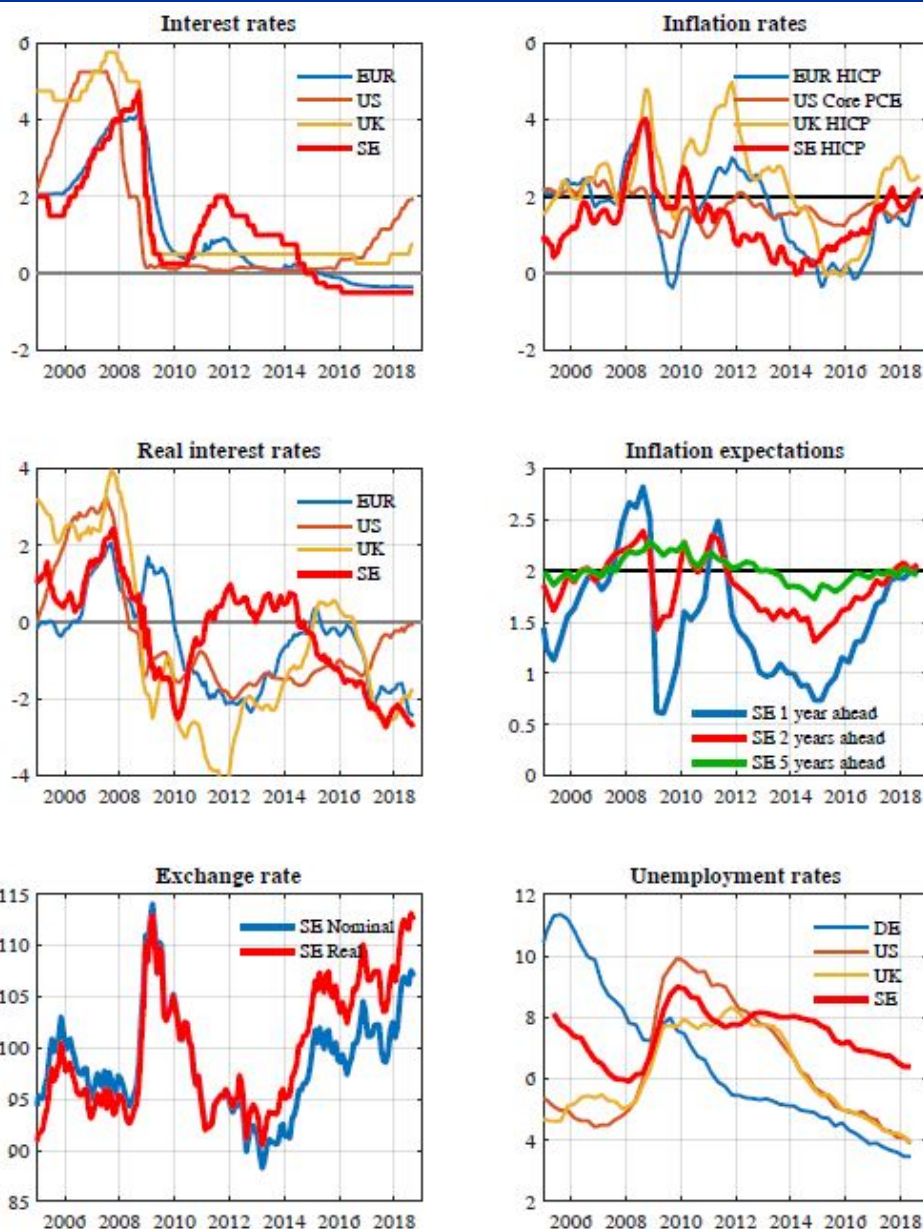 Interest rates
6
4
2
0
-2
EUR
US
UK
SE
2006 2008 2010 2012 2014 2016 2018
Inflation rates
6
4
2
0
-2
EUR HICP
US Core PCE
UK HICP
SE HICP
2006 2008 2010 2012 2014 2016 2018
Real interest rates
4
2
0
-2
-4
EUR
US
UK
SE
2006 2008 2010 2012 2014 2016 2018
Inflation expectations
3
2.5
2
1.5
1
0.5
0
SE 1 year ahead
SE 2 years ahead
SE 5 years ahead
2006 2008 2010 2012 2014 2016 2018
Exchange rate
115
110
105
100
95
90
85
SE Nominal
SE Real
2006 2008 2010 2012 2014 2016 2018
Unemployment rates
12
10
8
6
4
2
DE
US
UK
SE
2006 2008 2010 2012 2014 2016 2018